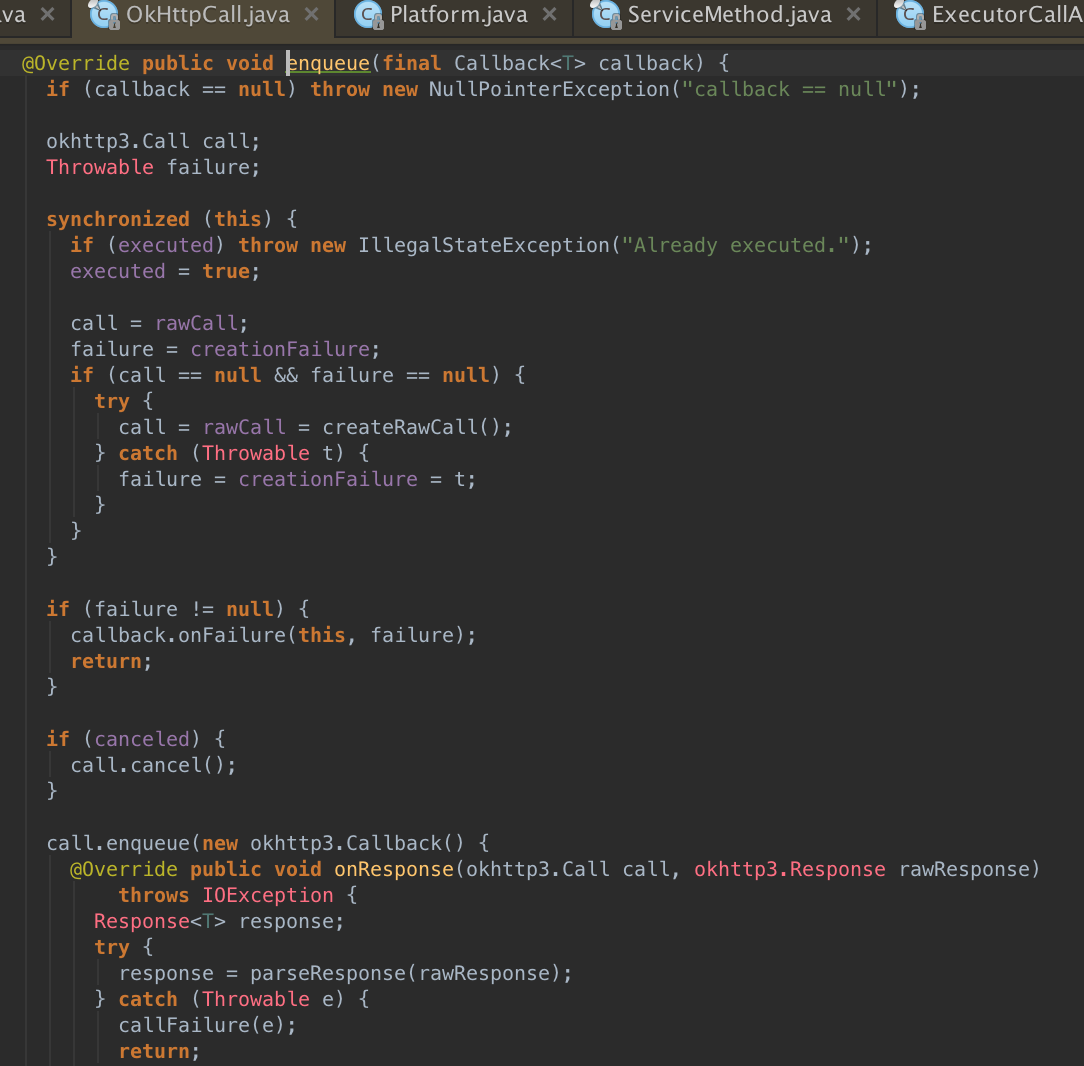 va OkHttpCall.java Platform.java ServiceMethod.java ExecutorCallA
@Override public void enqueue(final Callback<T> callback) {
  if (callback == null) throw new NullPointerException("callback == null");

  okhttp3.Call call;
  Throwable failure;

  synchronized (this) {
    if (executed) throw new IllegalStateException("Already executed.");
    executed = true;

    call = rawCall;
    failure = creationFailure;
    if (call == null && failure == null) {
      try {
        call = rawCall = createRawCall();
      } catch (Throwable t) {
        failure = creationFailure = t;
      }
    }
  }

  if (failure != null) {
    callback.onFailure(this, failure);
    return;
  }

  if (canceled) {
    call.cancel();
  }

  call.enqueue(new okhttp3.Callback() {
    @Override public void onResponse(okhttp3.Call call, okhttp3.Response rawResponse)
        throws IOException {
      Response<T> response;
      try {
        response = parseResponse(rawResponse);
      } catch (Throwable e) {
        callFailure(e);
        return;